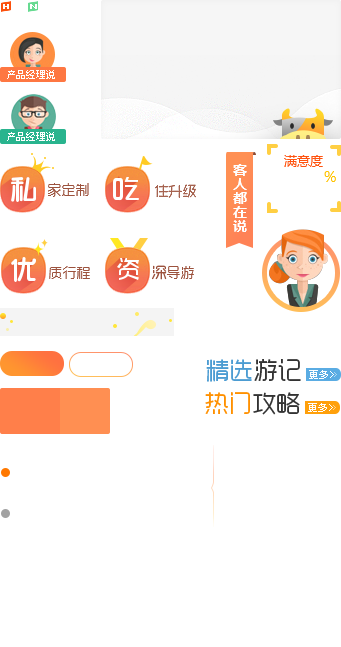 H
N
产品经理说
产品经理说
满意度
%
客人都在说
私家定制
吃住升级
优质行程
资深导游
精选游记
更多
热门攻略
更多